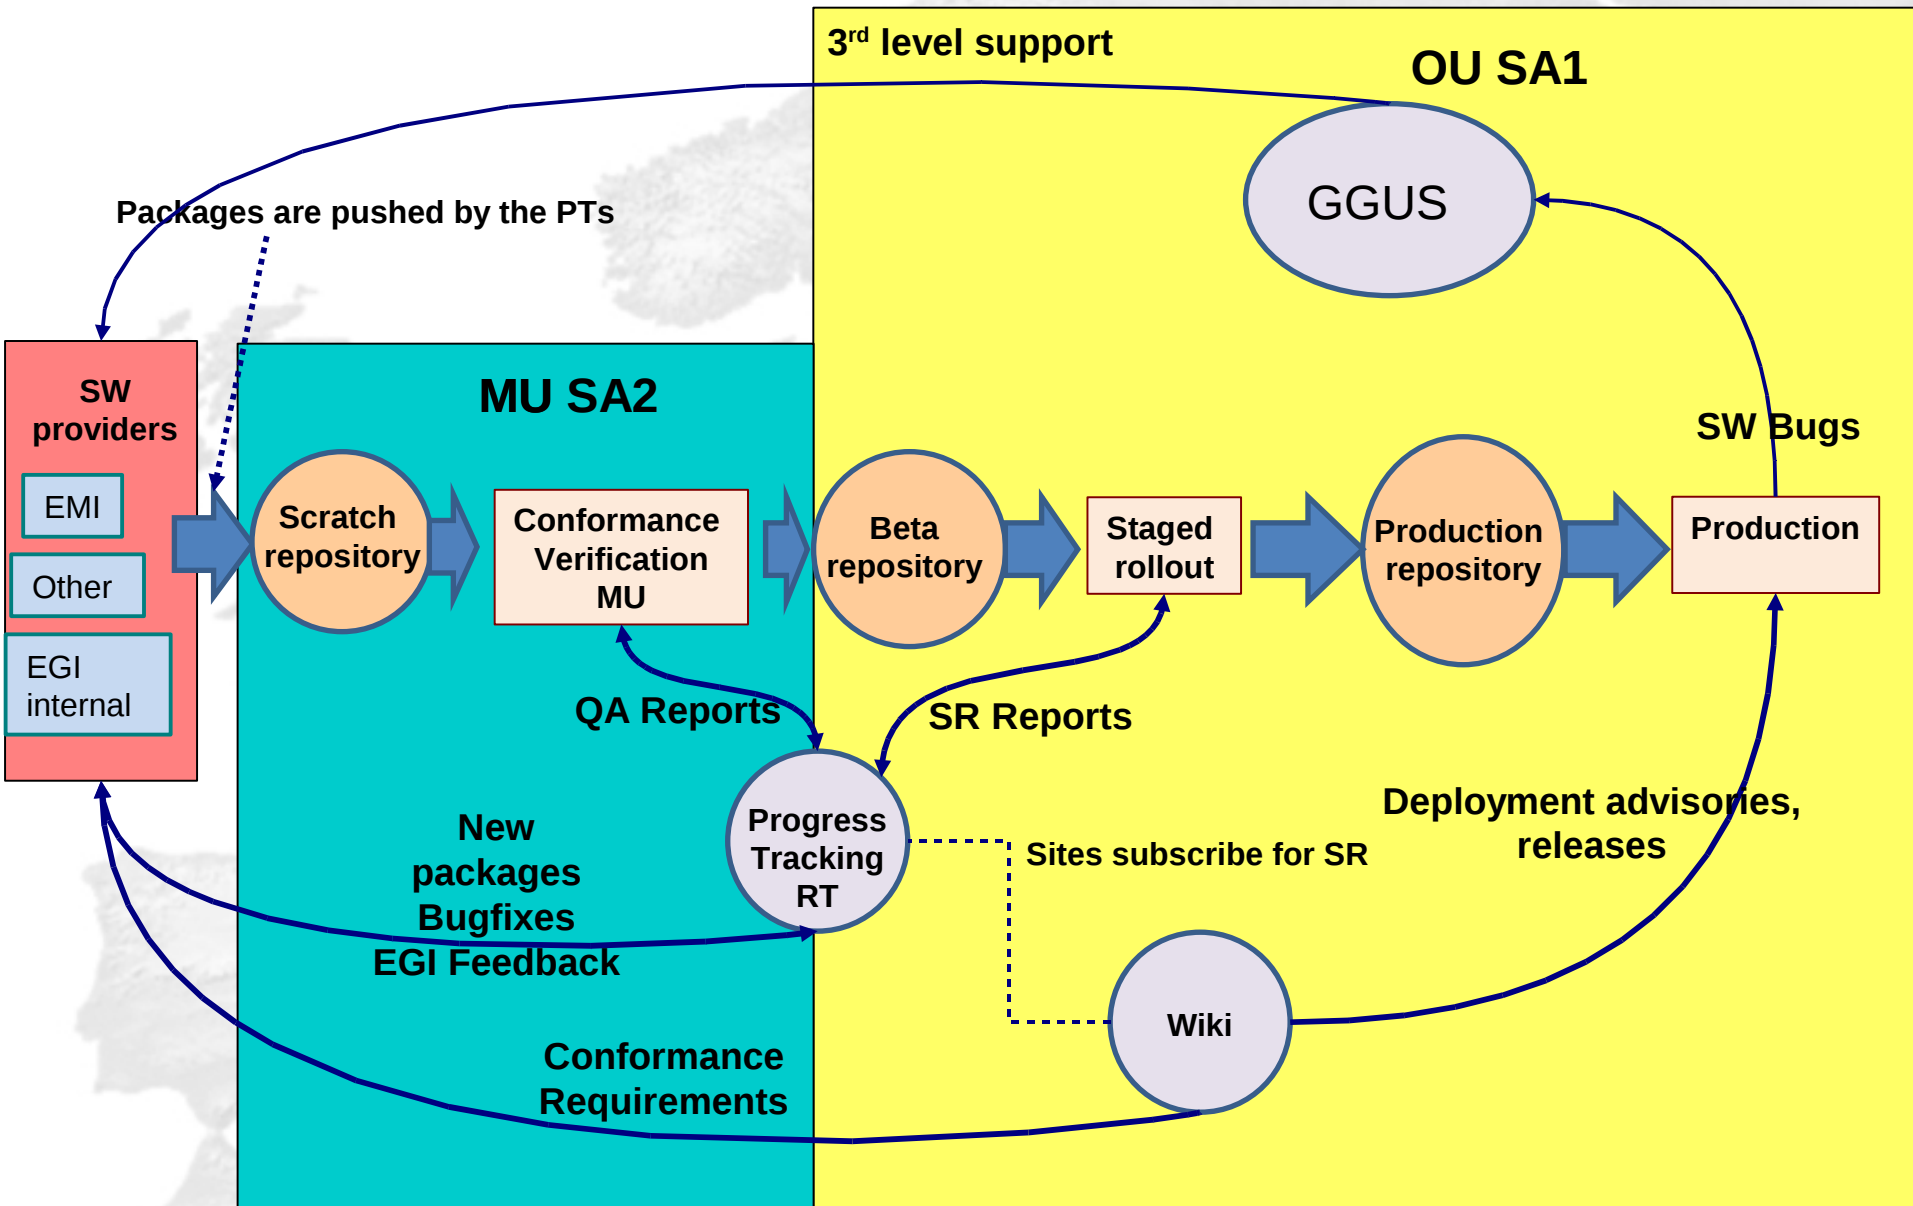 3rd level support
OU SA1
GGUS
Packages are pushed by the PTs
SW
providers
EMI
Other
EGI
internal
MU SA2
Scratch
repository
Conformance
Verification
MU
Beta
repository
Staged
rollout
Production
repository
SW Bugs
Production
QA Reports
SR Reports
Progress
Tracking
RT
New
packages
Bugfixes
EGI Feedback
Sites subscribe for SR
Deployment advisories,
releases
Wiki
Conformance
Requirements